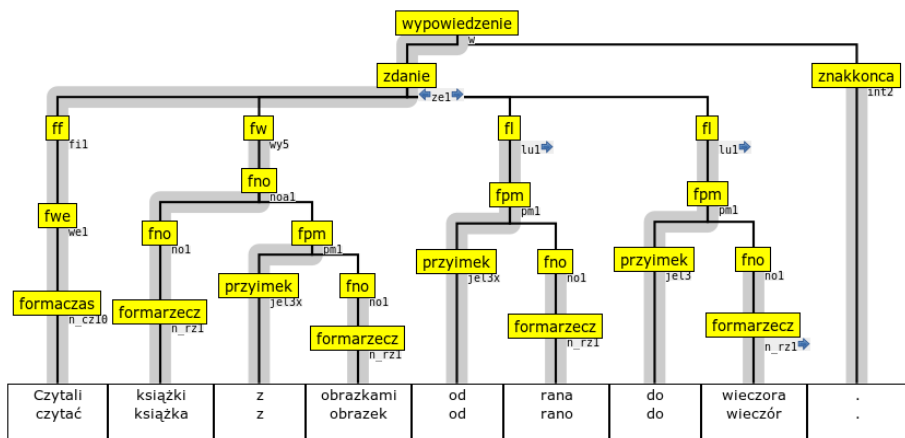 wypowiedzenie
w
zdanie znakkonca
ze1 int2
ff fw fl fl
fi1 wy5 lu1 lu1
fno
noa1
fpm fpm
pm1 pm1
fwe
we1
fno fpm
no1 pm1
przyimek fno przyimek fno
jel3x no1 jel3 no1
przyimek fno
jel3x no1
formaczas formarzecz
n_cz10 n_rz1
formarzecz formarzecz
n_rz1 n_rz1
formarzecz
n_rz1
Czytali książki z obrazkami od rana do wieczora .
czytać książka z obrazek od rano do wieczór .